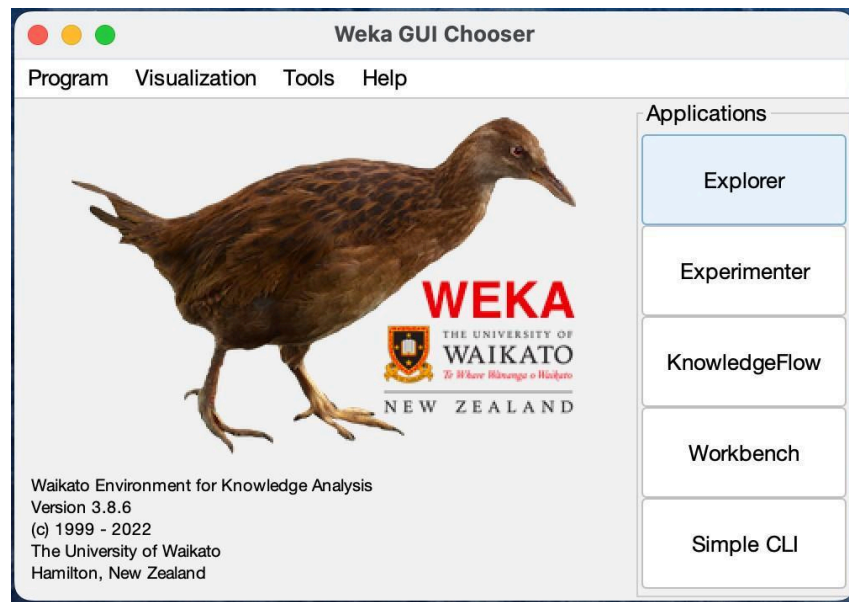 Weka GUI Chooser
Program Visualization Tools Help
Applications
Explorer
Experimenter
KnowledgeFlow
Workbench
Simple CLI
WEKA
THE UNIVERSITY OF
WAIKATO
Te Whare Wānanga o Waikato
NEW ZEALAND
Waikato Environment for Knowledge Analysis
Version 3.8.6
(c) 1999 - 2022
The University of Waikato
Hamilton, New Zealand